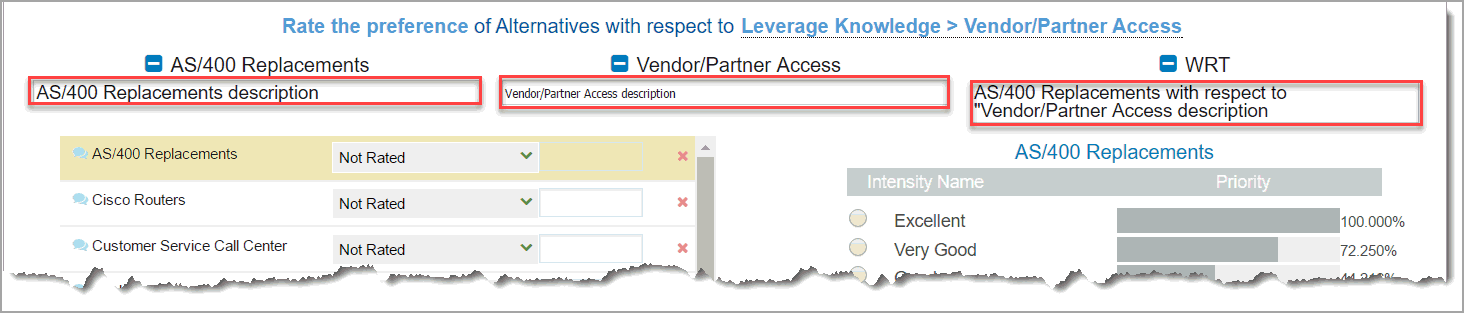 Rate the preference of Alternatives with respect to Leverage Knowledge > Vendor/Partner Access
AS/400 Replacements
Vendor/Partner Access
WRT
AS/400 Replacements description
Vendor/Partner Access description
AS/400 Replacements with respect to
"Vendor/Partner Access description
AS/400 Replacements
Not Rated
Cisco Routers
Not Rated
Customer Service Call Center
Not Rated
AS/400 Replacements
Intensity Name Priority
Excellent 100.000%
Very Good 72.250%